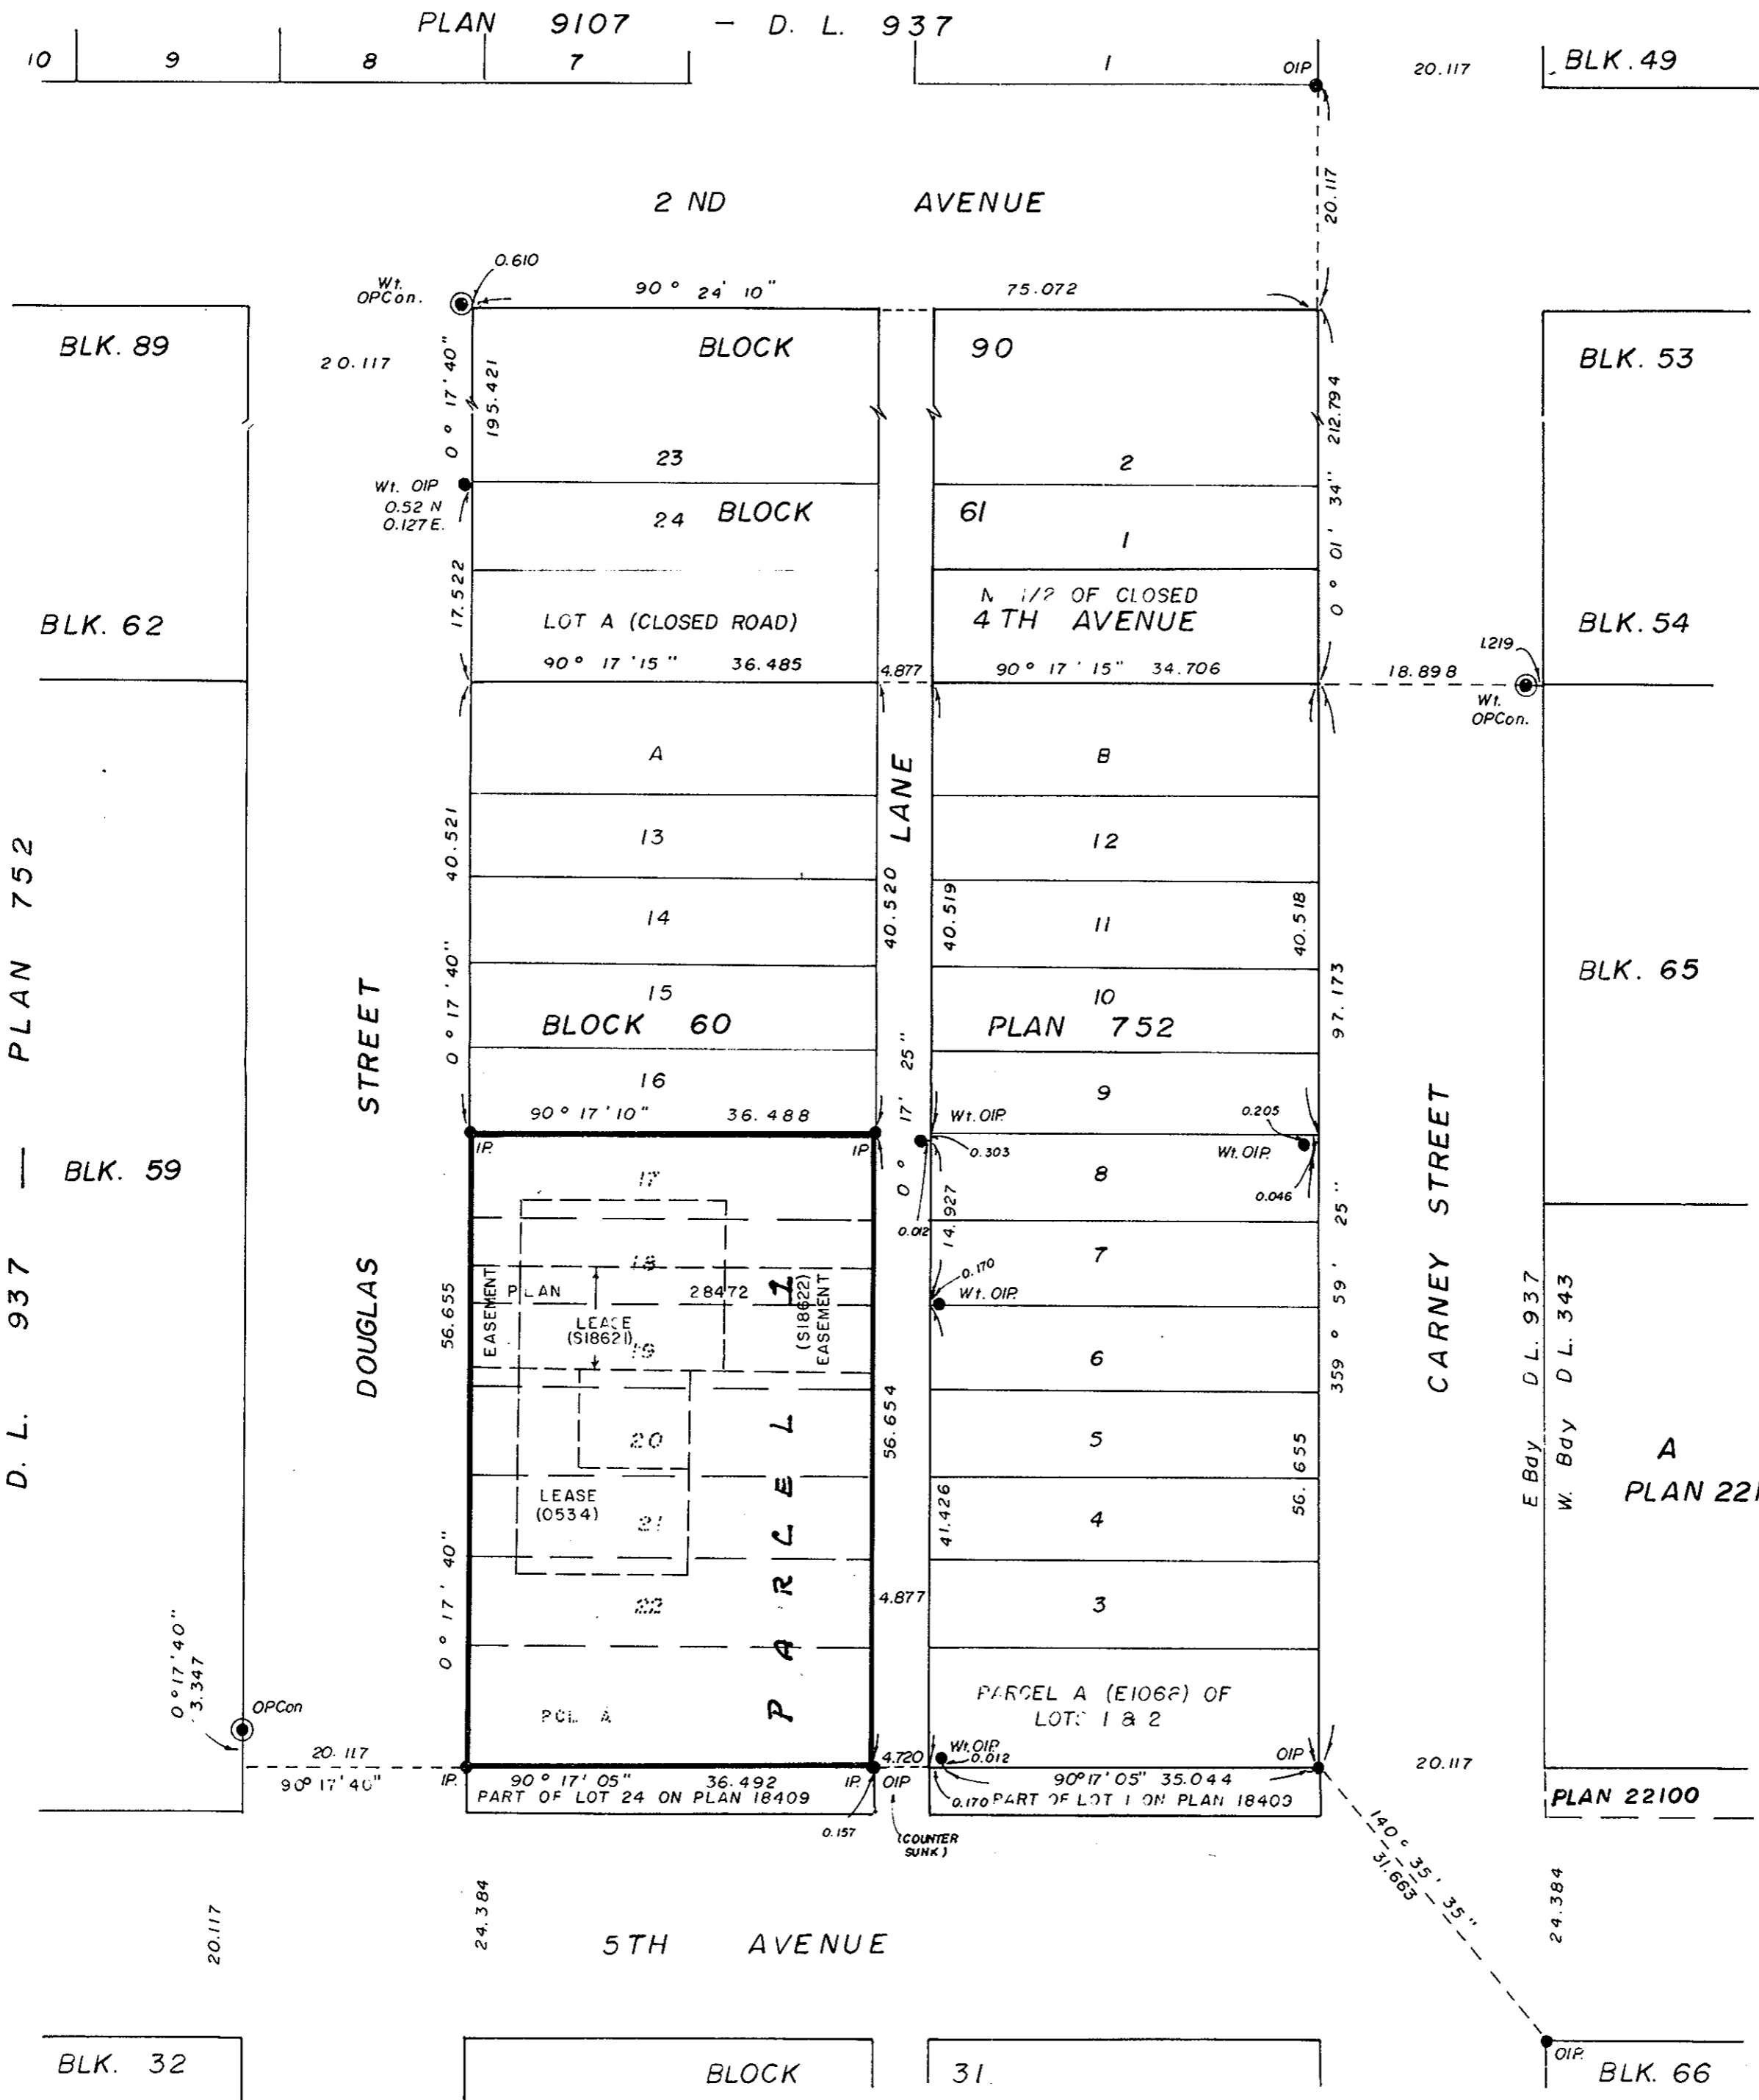 PLAN 9107 - D. L. 937
10 9 8 7 1 OIP 20.117 BLK. 49
20.117
2 ND AVENUE
0.610
Wt.
OPCon.
90° 24' 10" 75.072
BLK. 89 20.117 BLOCK 90 BLK. 53
0° 17' 40"
195.421
212.794
23 2
Wt. OIP
0.52 N
0.127 E.
24 BLOCK 61
1
0° 01' 34"
17.522
N 1/2 OF CLOSED
4TH AVENUE
LOT A (CLOSED ROAD)
BLK. 62 BLK. 54
90° 17' 15" 36.485 4.877 90° 17' 15" 34.706 18.898
1.219
Wt.
OPCon.
A B
LANE
13 12
40.521
40.520
40.519
40.518
14 11
BLK. 65
97.173
15 10
0° 17' 40"
BLOCK 60 PLAN 752
16 9
90° 17' 10" 36.488
0° 17' 25"
Wt. OIP.
0.205
IP. IP.
0.303
Wt. OIP.
0.046
0.012
D. L. 937 — PLAN 752
BLK. 59
DOUGLAS STREET
CARNEY STREET
17 8
14.927
18 7
0.170
Wt. OIP.
PLAN 28472
EASEMENT
LEASE
(S18621)
(S18622)
EASEMENT
56.655
19 6
359° 59' 25"
E Bdy D L. 937
W. Bdy D L. 343
56.654
20 5
PARCEL 1
LEASE
(0534)
21 4
41.426
56.655
A
PLAN 221
0° 17' 40"
22 3
4.877
0° 17' 40"
3.347
OPCon
PCL A
PARCEL A (E1068) OF
LOTS 1 & 2
20.117
90° 17' 40"
IP.
90° 17' 05" 36.492
IP. OIP
4.720
Wt. OIP.
0.012
90° 17' 05" 35.044
OIP.
20.117
PART OF LOT 24 ON PLAN 18409
0.170 PART OF LOT 1 ON PLAN 18409
PLAN 22100
0.157
(COUNTER
SUNK)
140° 35' 35"
31.663
20.117
24.384
24.384
5TH AVENUE
OIP.
BLK. 32 BLOCK 31 BLK. 66